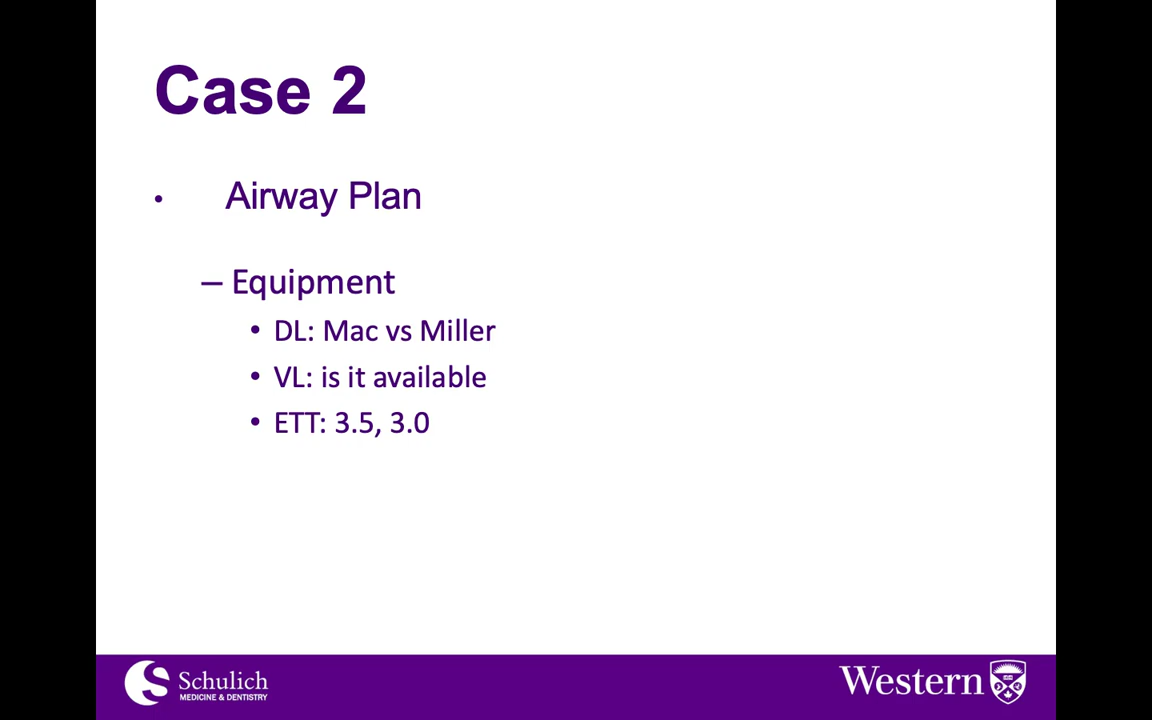 Case 2
• Airway Plan
– Equipment
• DL: Mac vs Miller
• VL: is it available
• ETT: 3.5, 3.0
Schulich
MEDICINE & DENTISTRY
Western